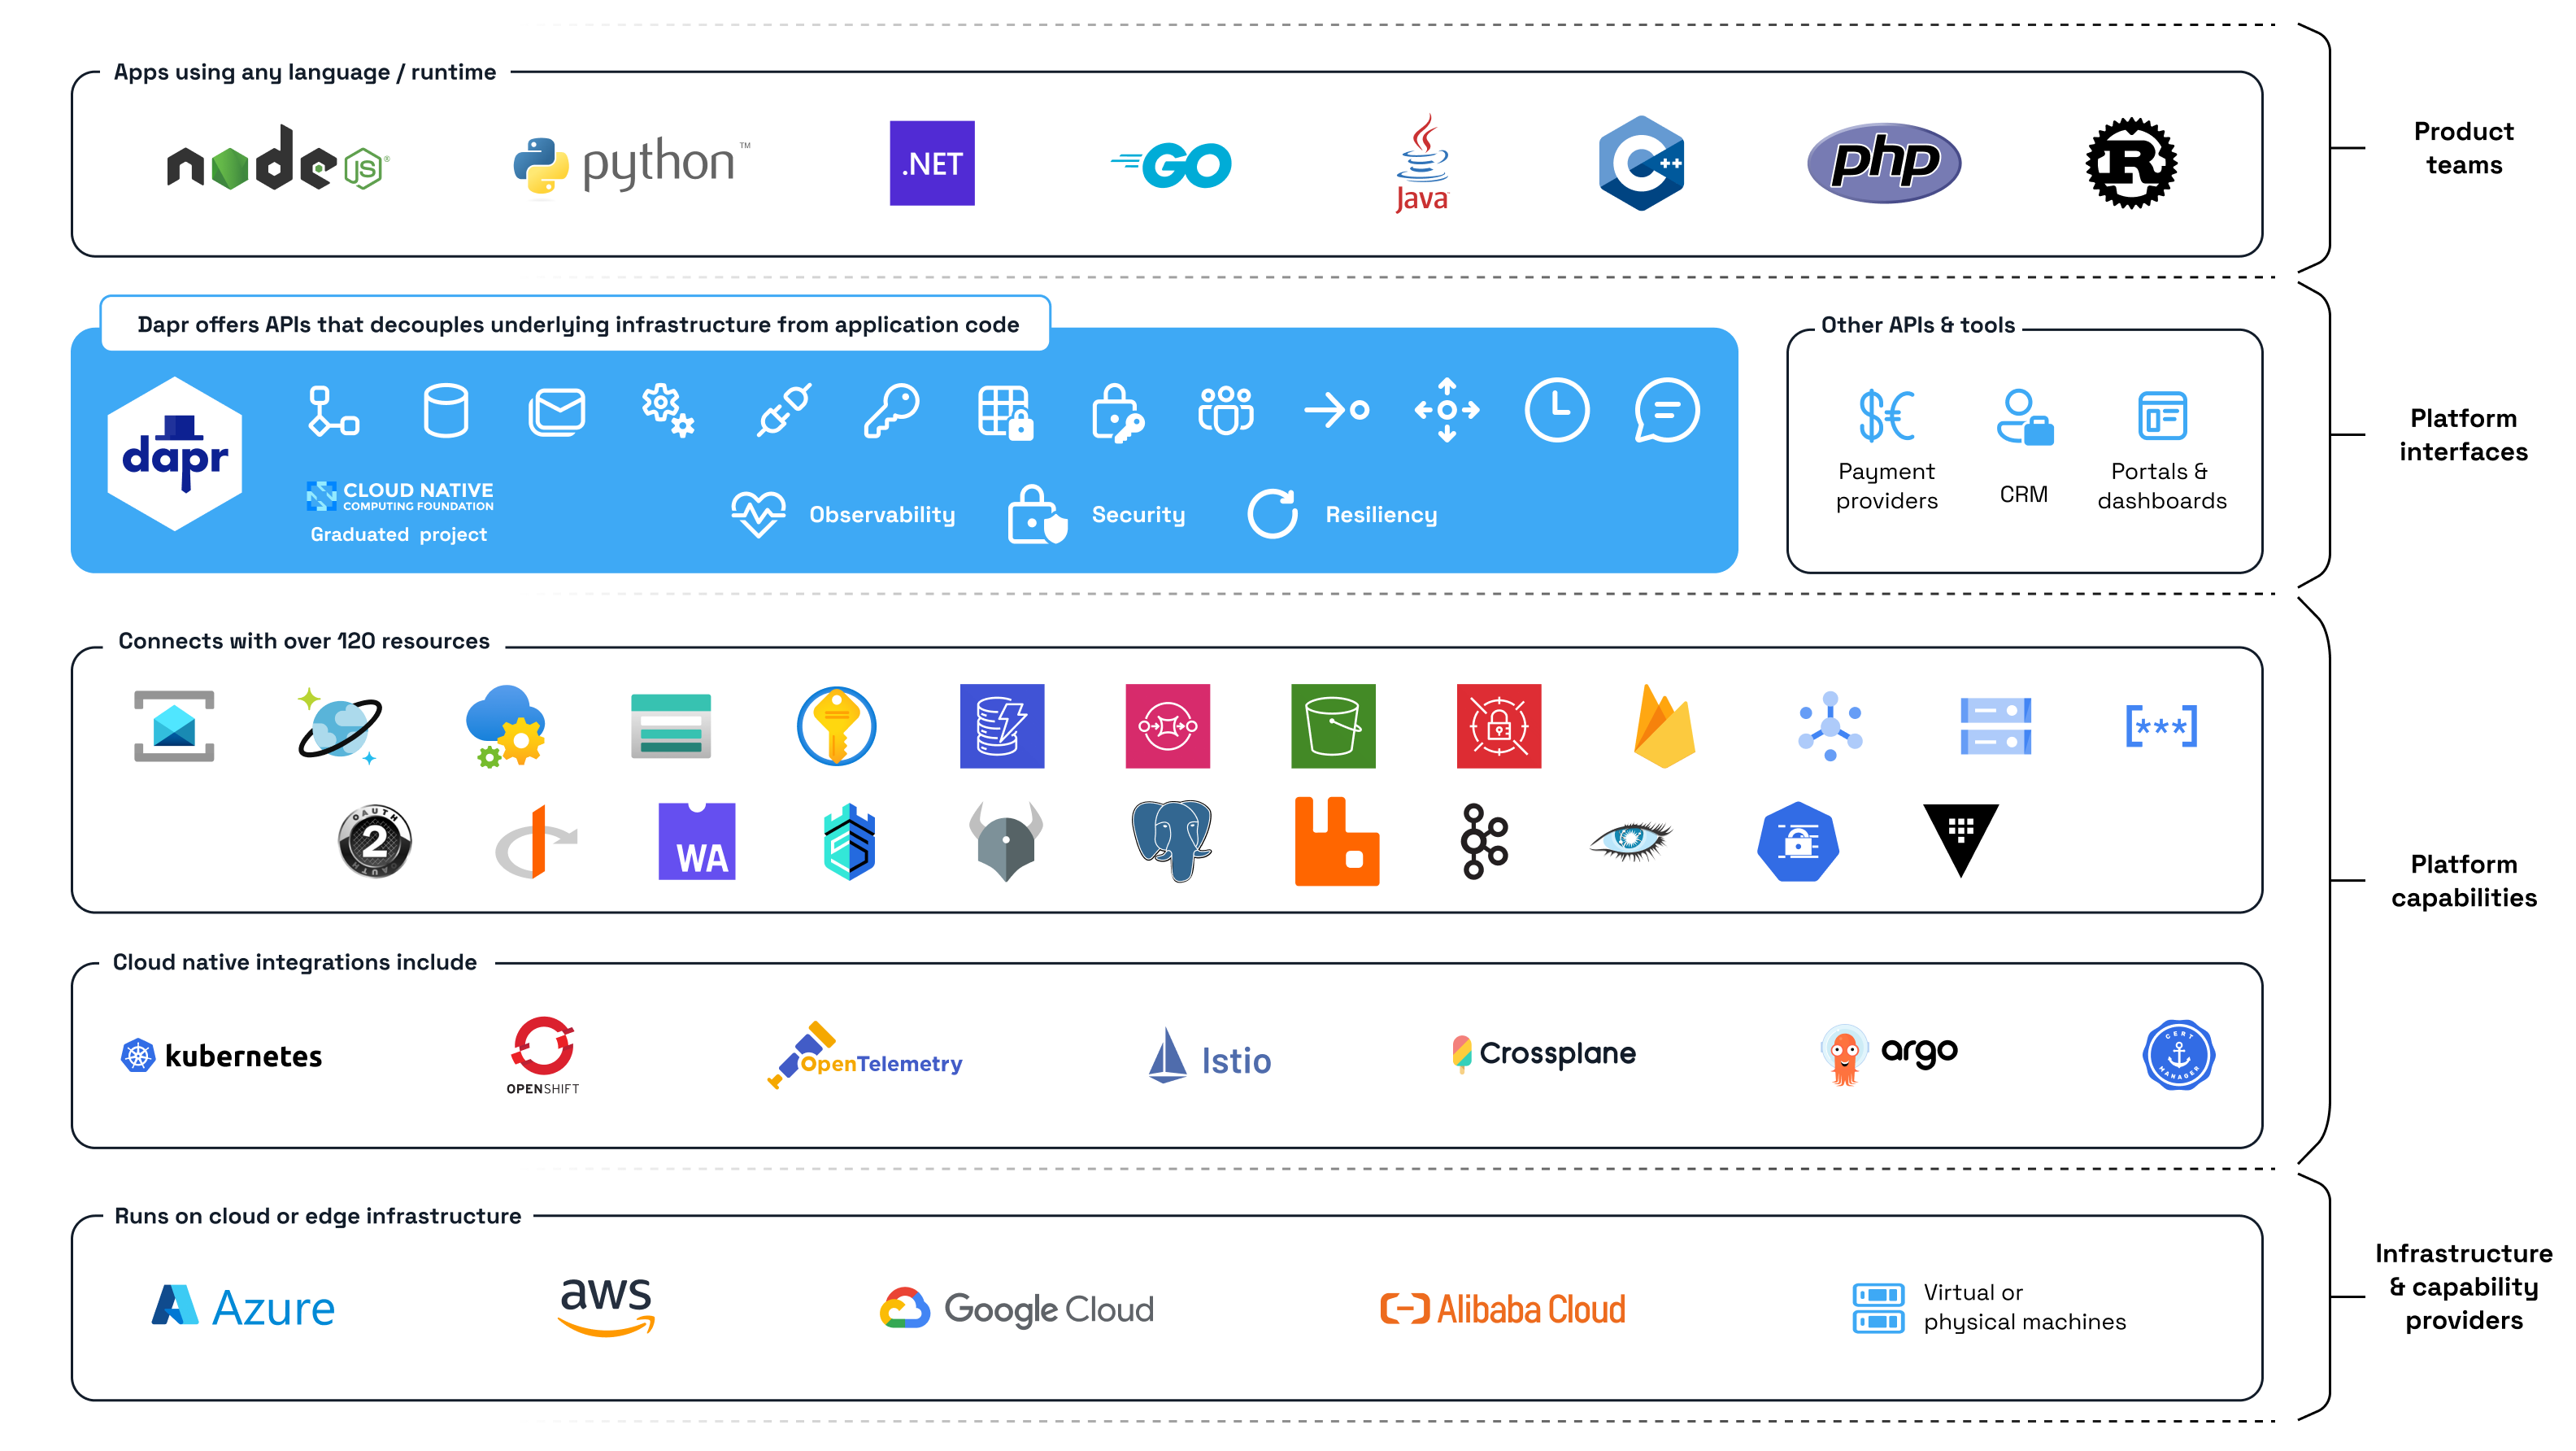 Apps using any language / runtime
node
JS
®
python
™
.NET
GO
Java
C++
php
R
Product
teams
Dapr offers APIs that decouples underlying infrastructure from application code
dapr
CLOUD NATIVE
COMPUTING FOUNDATION
Graduated project
Observability
Security
Resiliency
Other APIs & tools
Payment
providers
CRM
Portals &
dashboards
Platform
interfaces
Connects with over 120 resources
[***]
OAUTH
2
WA
Platform
capabilities
Cloud native integrations include
kubernetes
OPENSHIFT
OpenTelemetry
Istio
Crossplane
argo
CERT
MANAGER
Runs on cloud or edge infrastructure
Azure
aws
Google Cloud
Alibaba Cloud
Virtual or
physical machines
Infrastructure
& capability
providers